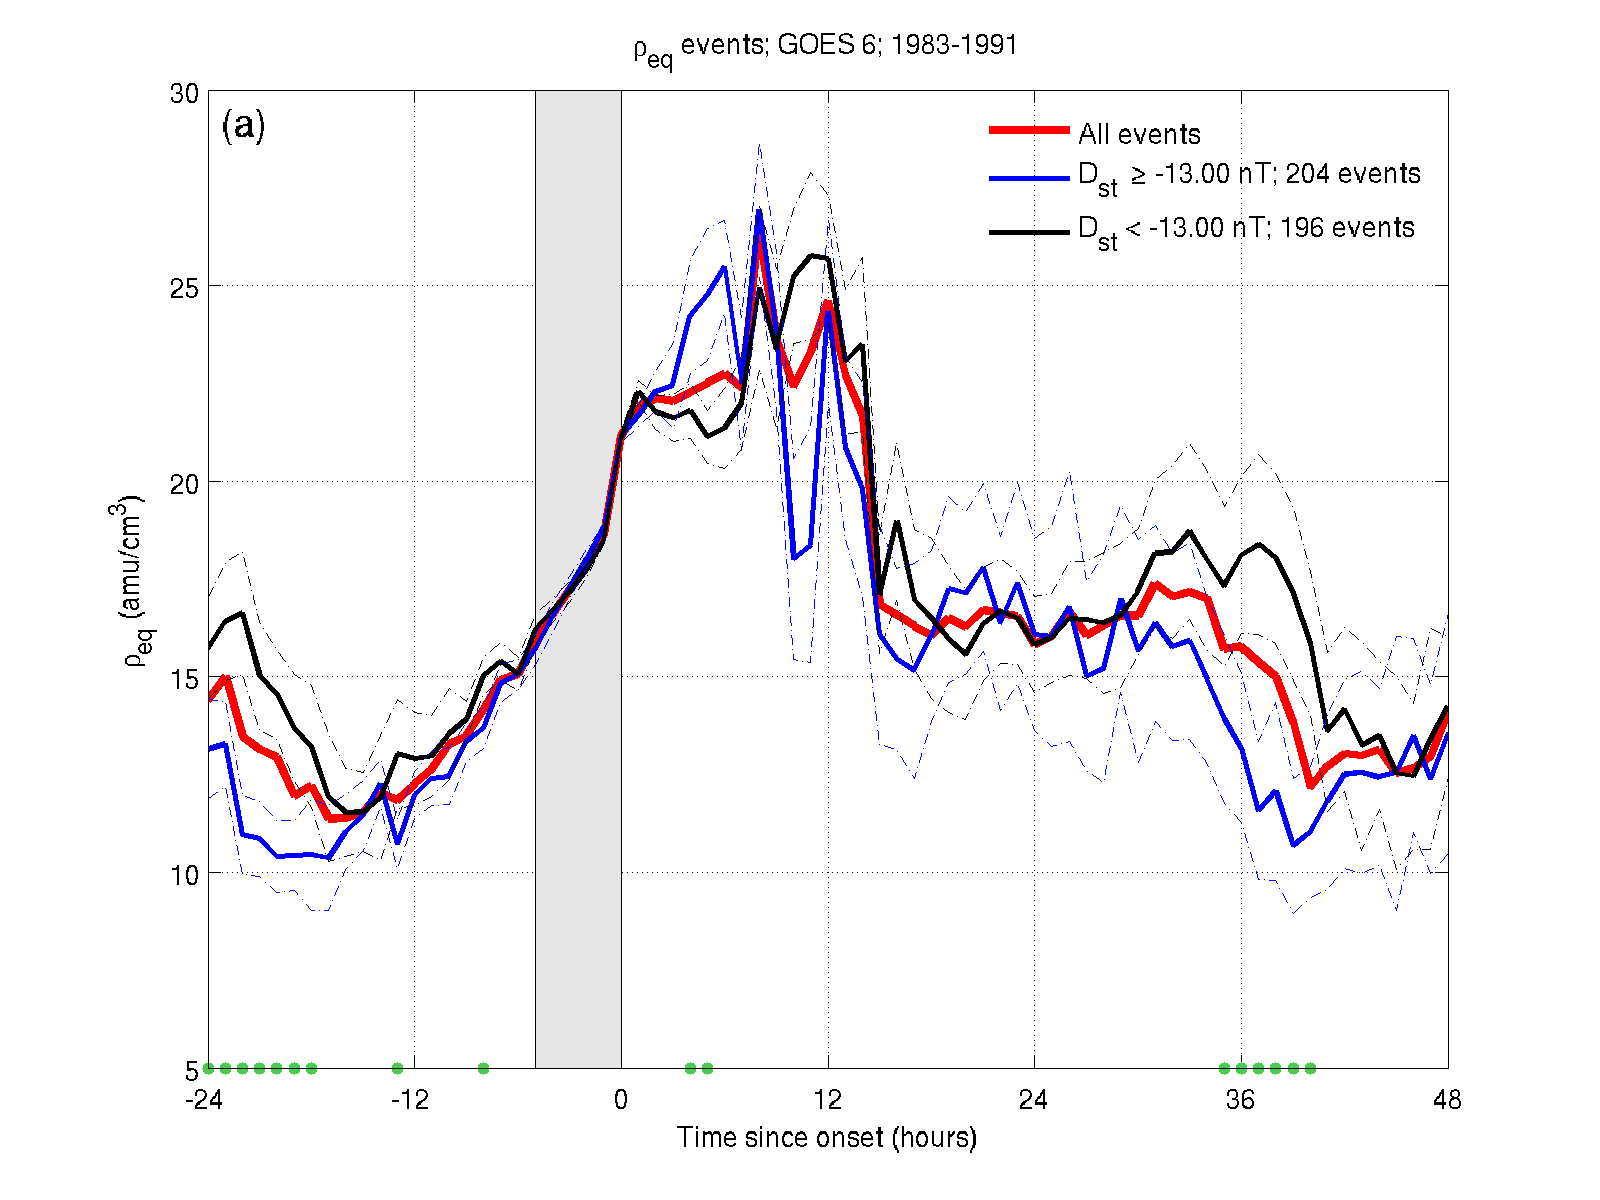 ρeq events; GOES 6; 1983-1991
(a)
All events
Dst ≥ -13.00 nT; 204 events
Dst < -13.00 nT; 196 events
30
25
20
15
10
5
ρeq (amu/cm³)
-24 -12 0 12 24 36 48
Time since onset (hours)